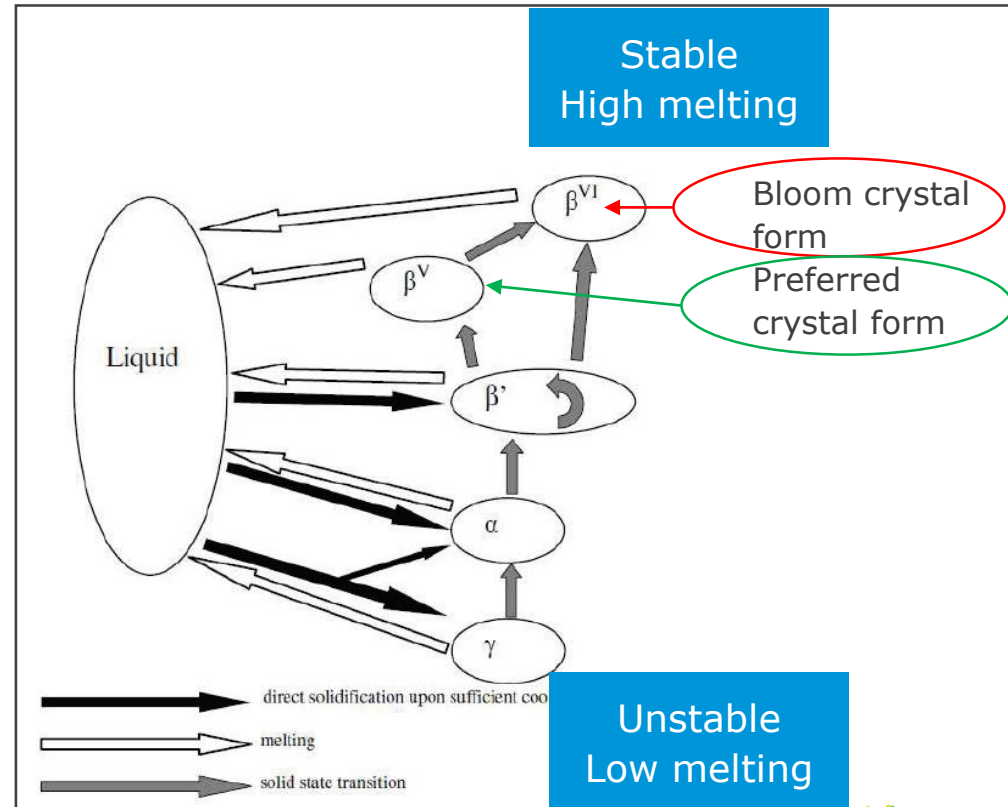 Stable
High melting
β^VI
Bloom crystal
form
β^V
Preferred
crystal form
Liquid
β’
α
γ
direct solidification upon sufficient coo
melting
solid state transition
Unstable
Low melting